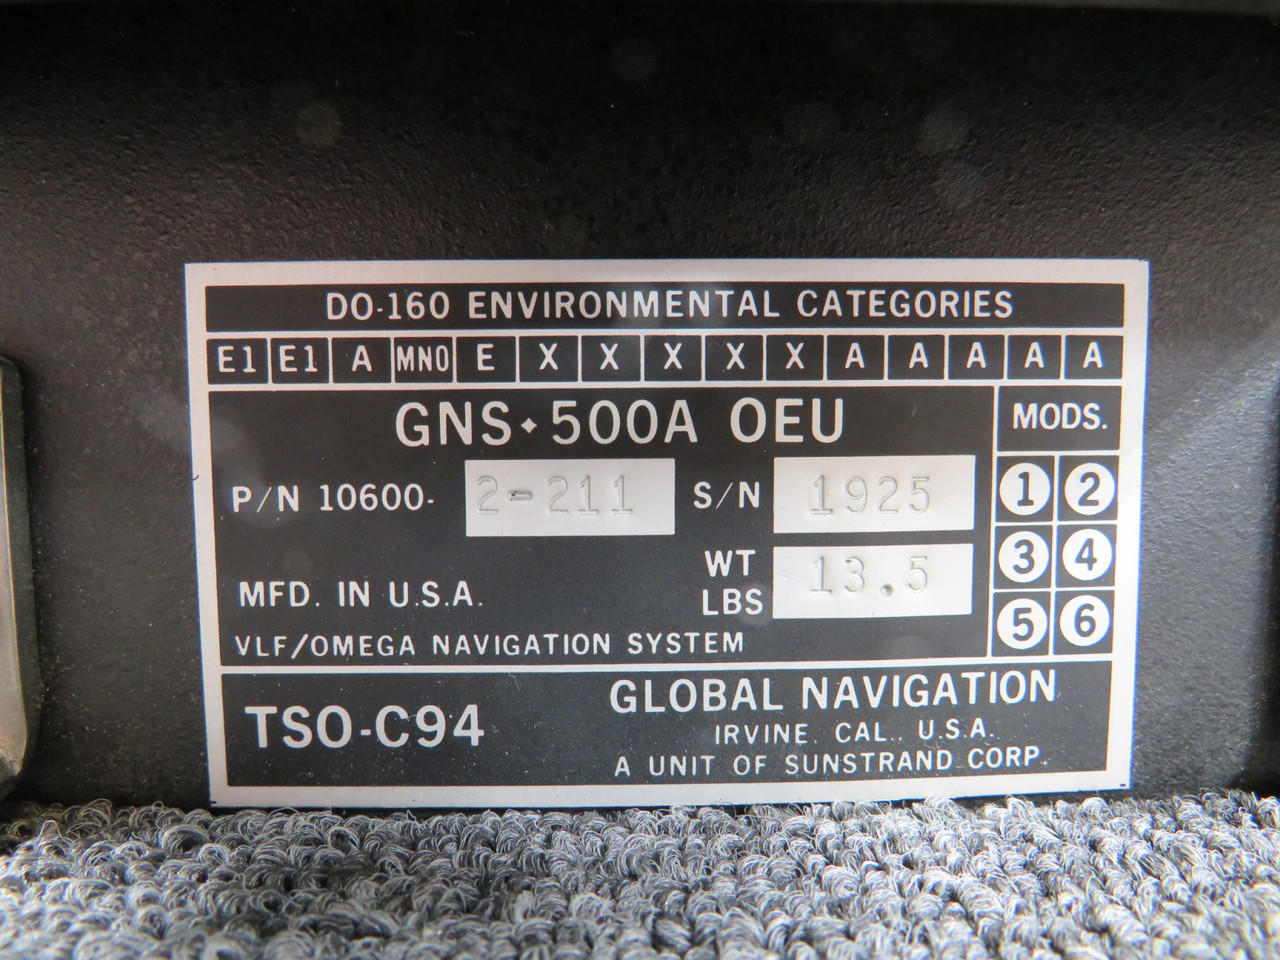 DO-160 ENVIRONMENTAL CATEGORIES
E1 E1 A MNO E X X X X X A A A A A
GNS◆500A OEU MODS.
P/N 10600- 2-211 S/N 1925 1 2
WT LBS 13.5 3 4
MFD. IN U.S.A. 5 6
VLF/OMEGA NAVIGATION SYSTEM
TSO-C94
GLOBAL NAVIGATION
IRVINE, CAL., U.S.A.
A UNIT OF SUNSTRAND CORP.